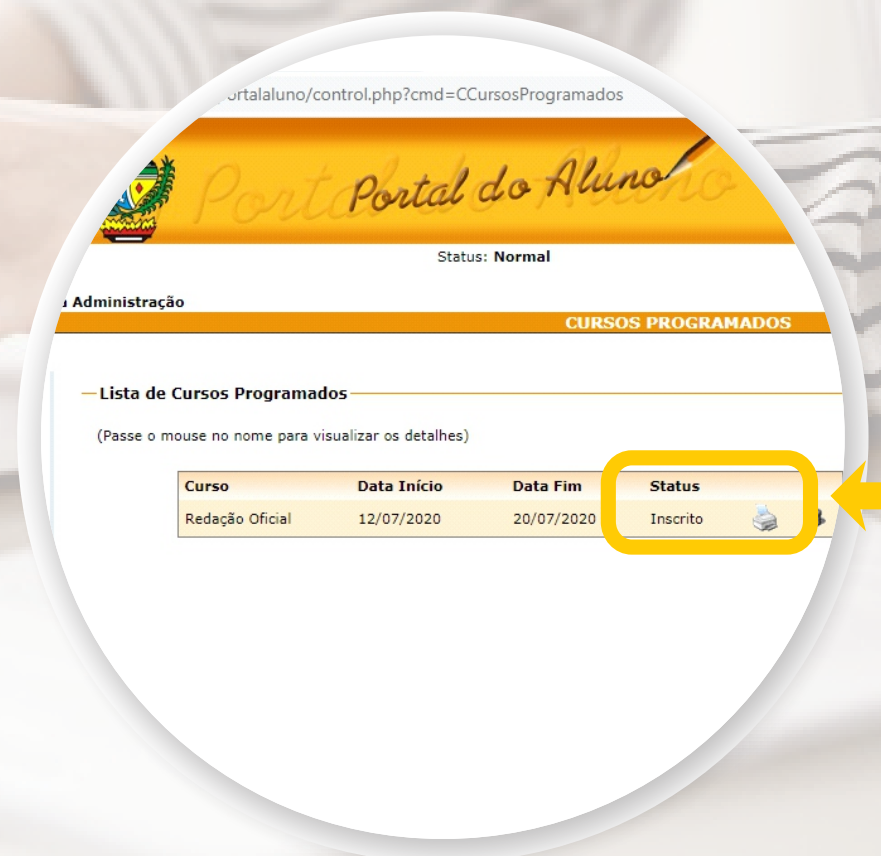 ortalaluno/control.php?cmd=CCursosProgramados
Portal do Aluno
Status: Normal
Administração
CURSOS PROGRAMADOS
Lista de Cursos Programados
(Passe o mouse no nome para visualizar os detalhes)
Curso Data Início Data Fim Status
Redação Oficial 12/07/2020 20/07/2020 Inscrito